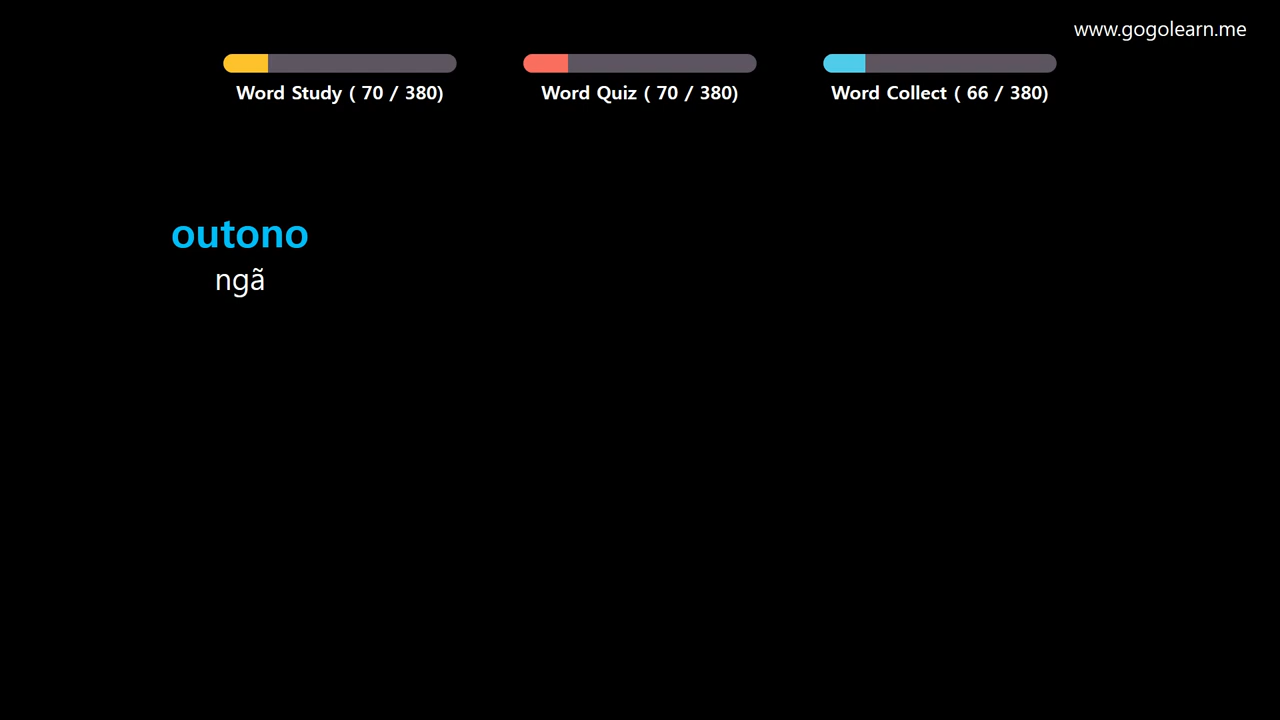 www.gogolearn.me
Word Study ( 70 / 380)
Word Quiz ( 70 / 380)
Word Collect ( 66 / 380)
outono
ngã